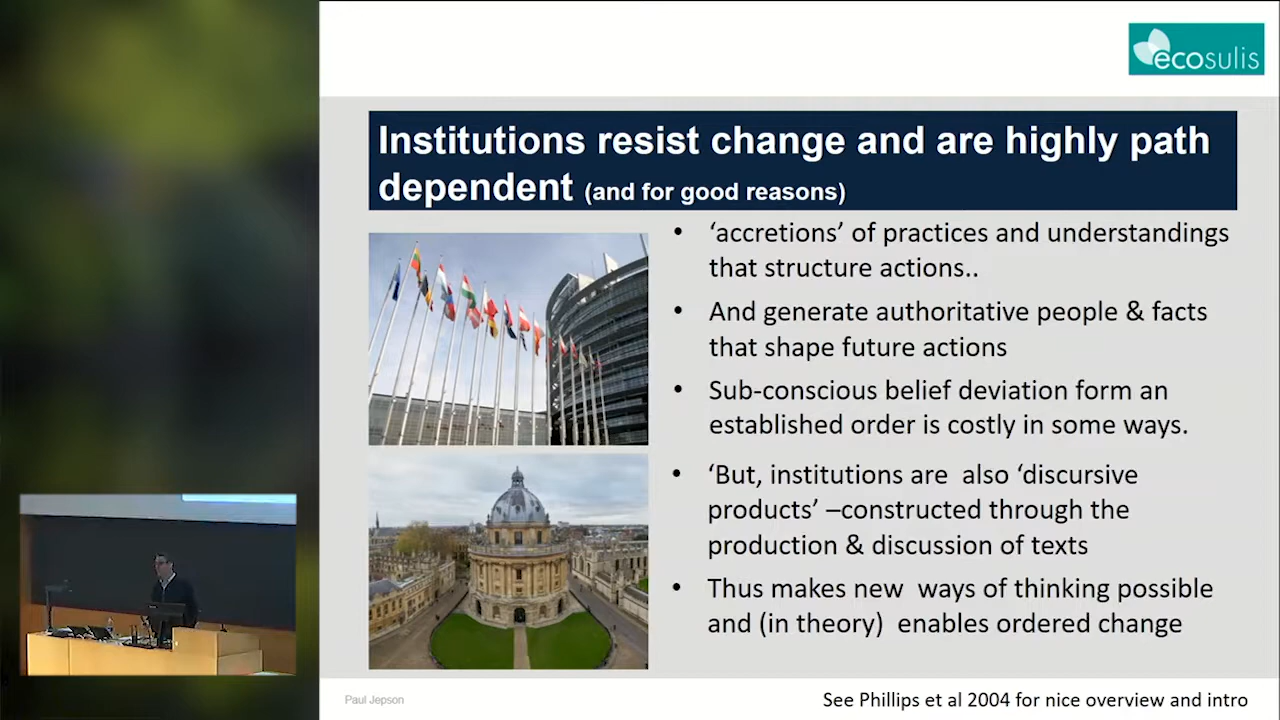 ecosulis
Institutions resist change and are highly path
dependent (and for good reasons)
• ‘accretions’ of practices and understandings
that structure actions..
• And generate authoritative people & facts
that shape future actions
• Sub-conscious belief deviation form an
established order is costly in some ways.
• ‘But, institutions are also ‘discursive
products’ –constructed through the
production & discussion of texts
• Thus makes new ways of thinking possible
and (in theory) enables ordered change
Paul Jepson
See Phillips et al 2004 for nice overview and intro